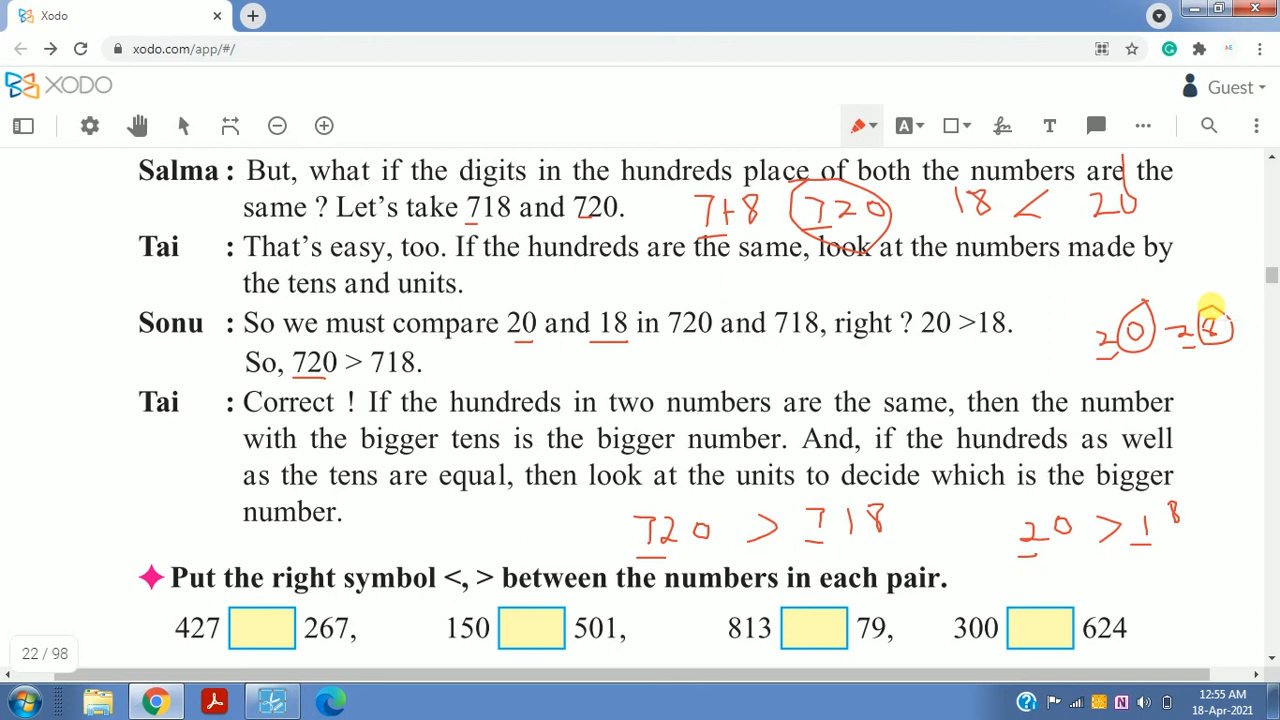 Xodo
xodo.com/app/#/
XODO
Guest
Salma : But, what if the digits in the hundreds place of both the numbers are the
same ? Let's take 718 and 720.
718 720 18 < 20
Tai : That's easy, too. If the hundreds are the same, look at the numbers made by
the tens and units.
Sonu : So we must compare 20 and 18 in 720 and 718, right ? 20 >18.
20 28
So, 720 > 718.
Tai : Correct ! If the hundreds in two numbers are the same, then the number
with the bigger tens is the bigger number. And, if the hundreds as well
as the tens are equal, then look at the units to decide which is the bigger
number.
720 > 718 20 > 18
Put the right symbol <, > between the numbers in each pair.
427 267, 150 501, 813 79, 300 624
22 / 98
12:55 AM
18-Apr-2021